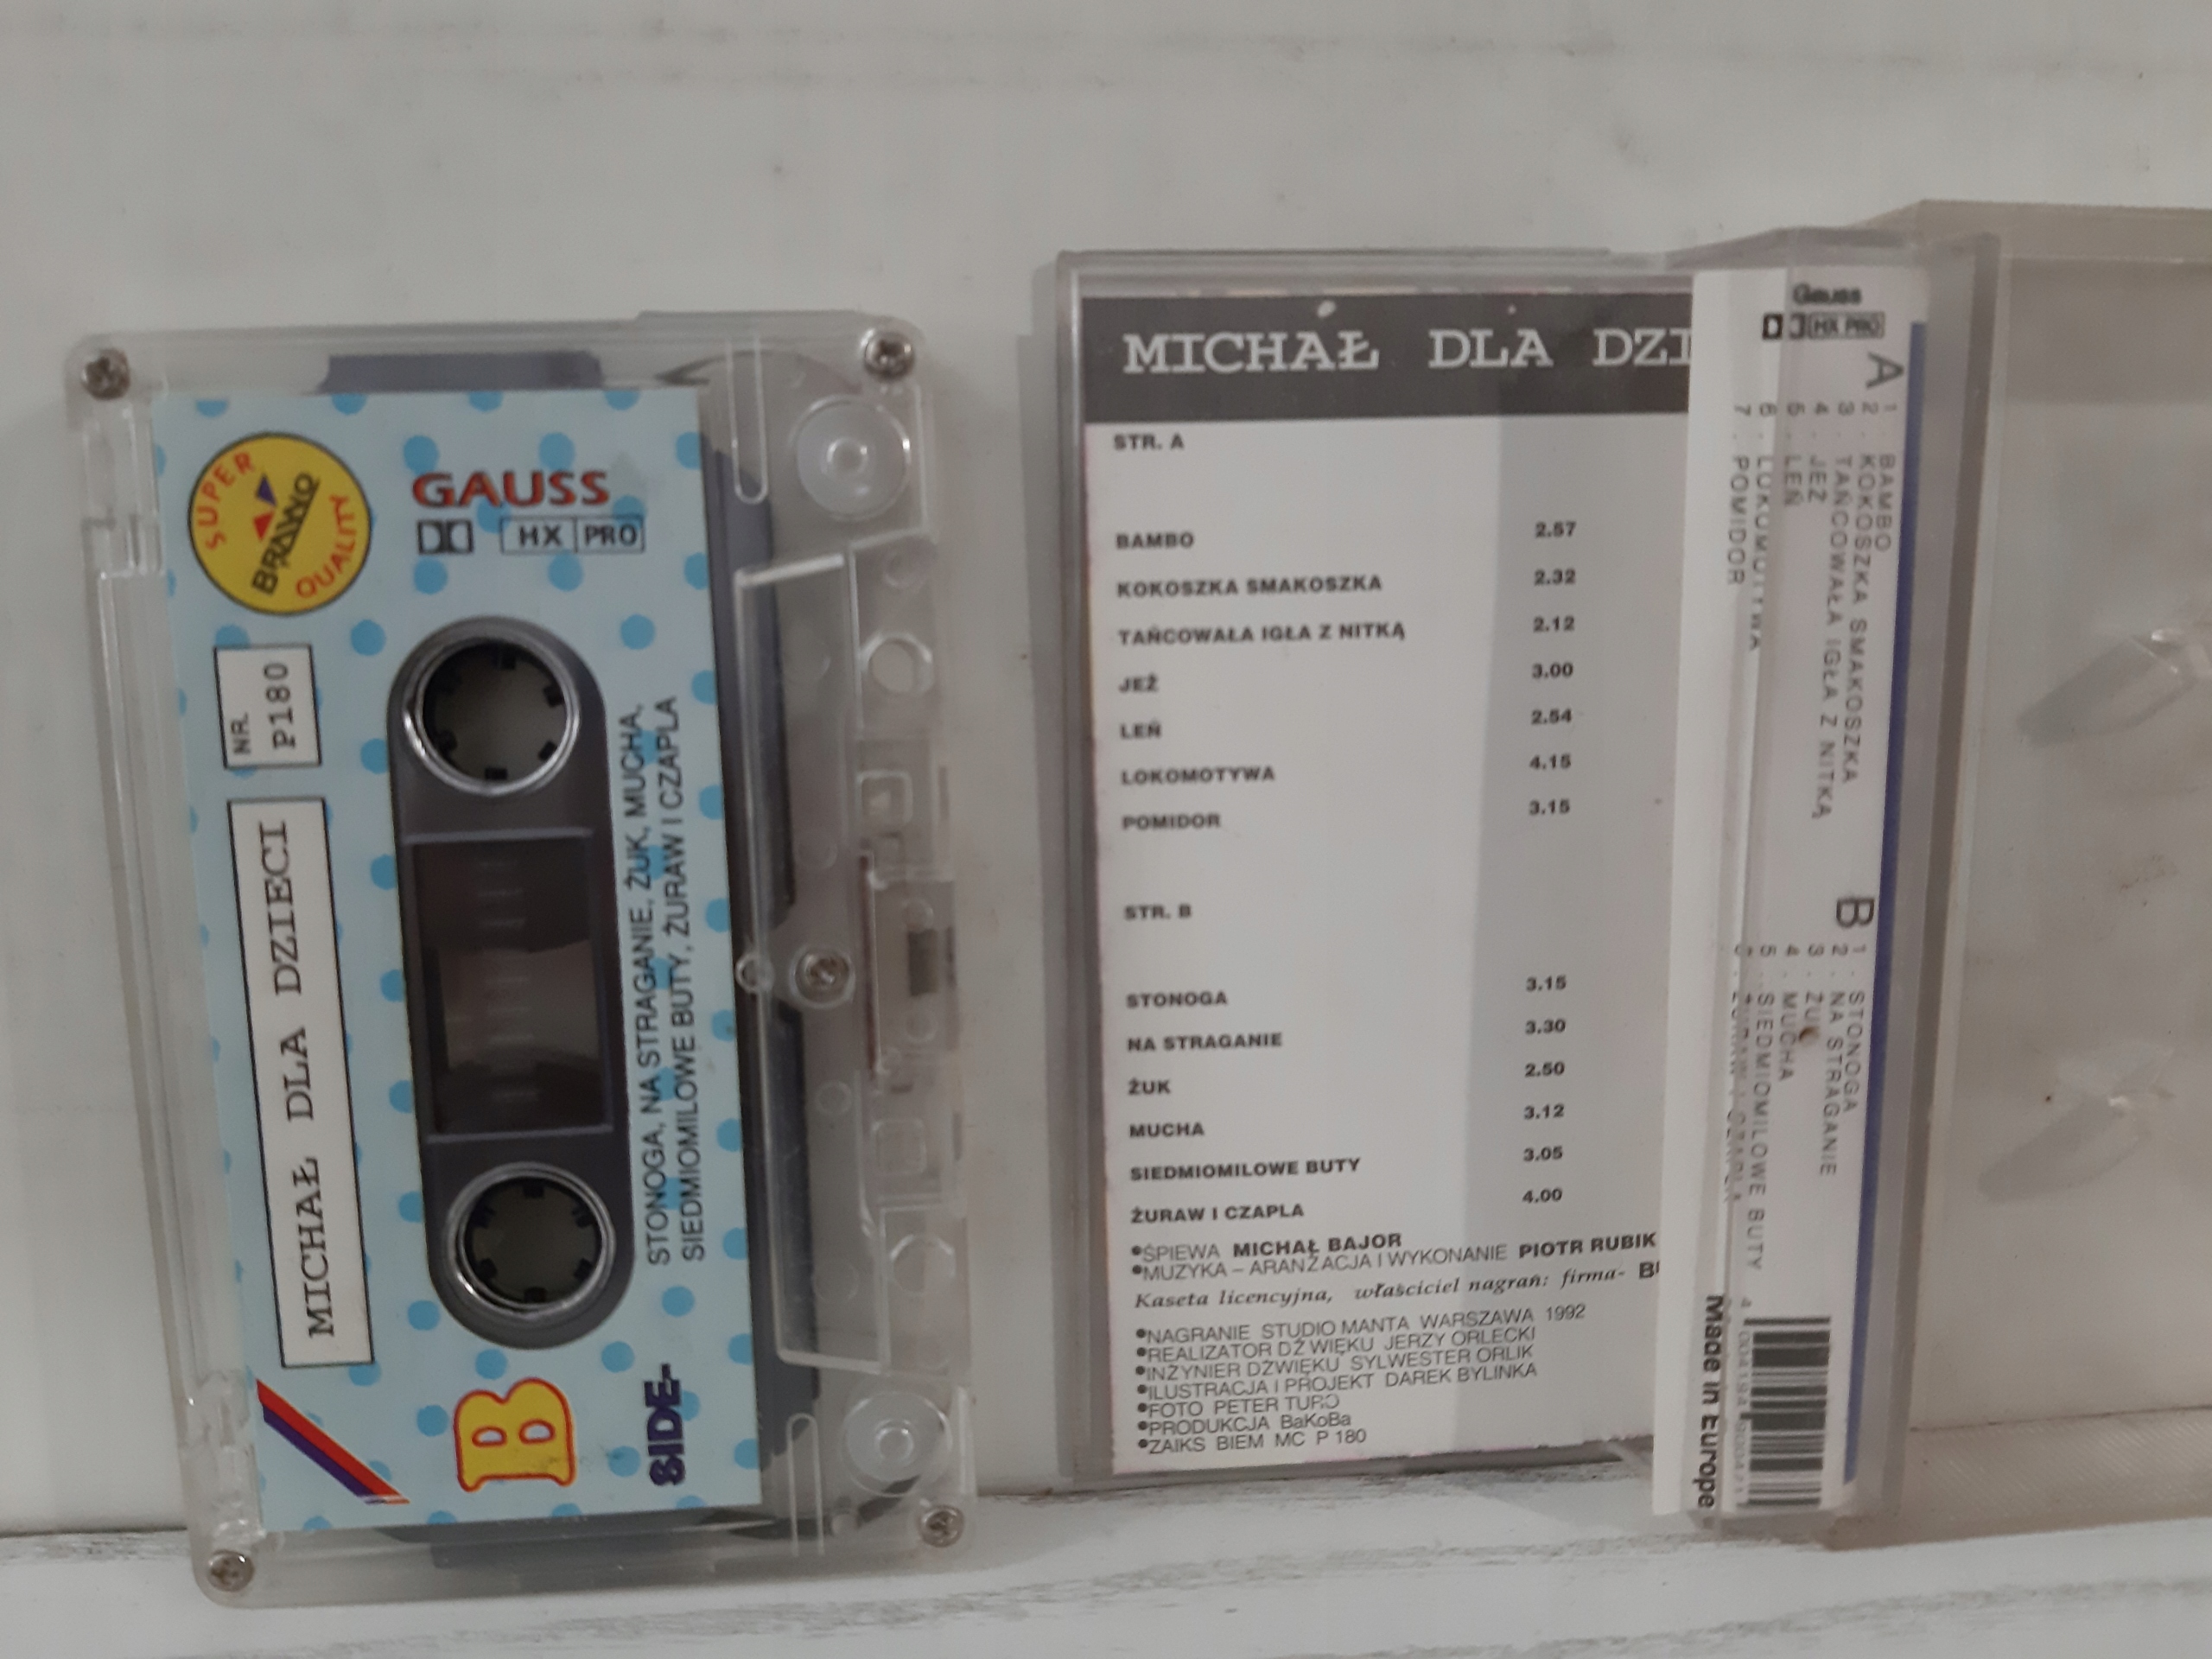 SUPER
BRAWO
QUALITY
GAUSS
HX PRO
NR.
P180
MICHAŁ DLA DZIECI
STONOGA, NA STRAGANIE, ŻUK, MUCHA,
SIEDMIOMILOWE BUTY, ŻURAW I CZAPLA
B
SIDE-
MICHAŁ DLA DZI
STR. A
BAMBO 2.57
KOKOSZKA SMAKOSZKA 2.32
TAŃCOWAŁA IGŁA Z NITKĄ 2.12
JEŻ 3.00
LEŃ 2.54
LOKOMOTYWA 4.15
POMIDOR 3.15
STR. B
STONOGA 3.15
NA STRAGANIE 3.30
ŻUK 2.50
MUCHA 3.12
SIEDMIOMILOWE BUTY 3.05
ŻURAW I CZAPLA 4.00
•ŚPIEWA MICHAŁ BAJOR
•MUZYKA – ARANŻACJA I WYKONANIE PIOTR RUBIK
Kaseta licencyjna, właściciel nagrań: firma-
•NAGRANIE STUDIO MANTA WARSZAWA 1992
•REALIZATOR DŹWIĘKU JERZY ORLECKI
•INŻYNIER DŹWIĘKU SYLWESTER ORLIK
•ILUSTRACJA I PROJEKT DAREK BYLINKA
•FOTO PETER TURO
•PRODUKCJA BaKoBa
•ZAIKS BIEM MC P 180
Gauss
HX PRO
A
1. BAMBO
2. KOKOSZKA SMAKOSZKA
3. TAŃCOWAŁA IGŁA Z NITKĄ
4. JEŻ
5. LEŃ
6. LOKOMOTYWA
7. POMIDOR
B
1. STONOGA
2. NA STRAGANIE
3. ŻUK
4. MUCHA
5. SIEDMIOMILOWE BUTY
6. ŻURAW I CZAPLA
Made in Europe